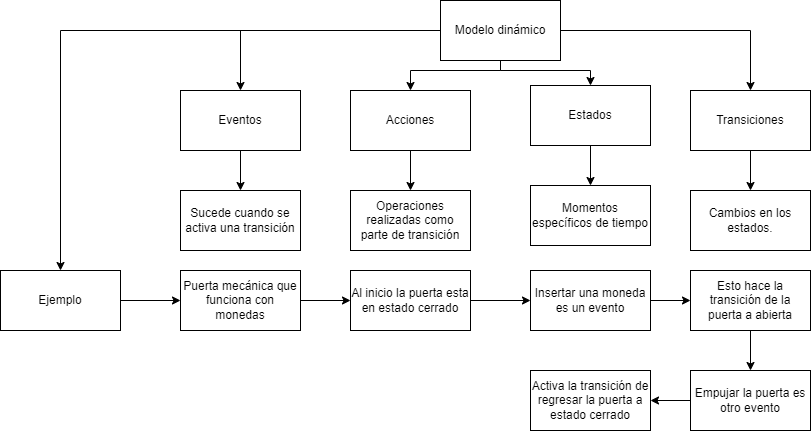 Modelo dinámico
Eventos
Acciones
Estados
Transiciones
Sucede cuando se
activa una transición
Operaciones
realizadas como
parte de transición
Momentos
específicos de tiempo
Cambios en los
estados.
Ejemplo
Puerta mecánica que
funciona con
monedas
Al inicio la puerta esta
en estado cerrado
Insertar una moneda
es un evento
Esto hace la
transición de la
puerta a abierta
Activa la transición de
regresar la puerta a
estado cerrado
Empujar la puerta es
otro evento